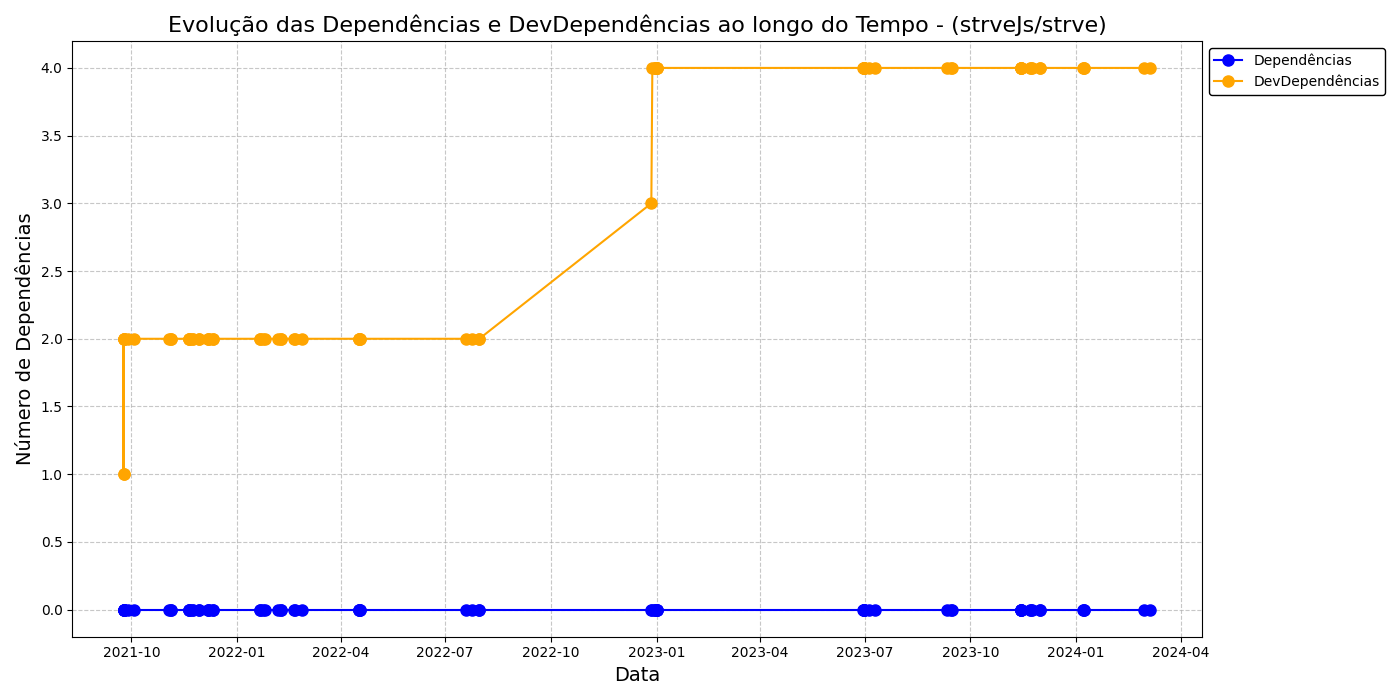 Evolução das Dependências e DevDependências ao longo do Tempo - (strveJs/strve)
Dependências
DevDependências
Número de Dependências
4.0
3.5
3.0
2.5
2.0
1.5
1.0
0.5
0.0
2021-10 2022-01 2022-04 2022-07 2022-10 2023-01 2023-04 2023-07 2023-10 2024-01 2024-04
Data